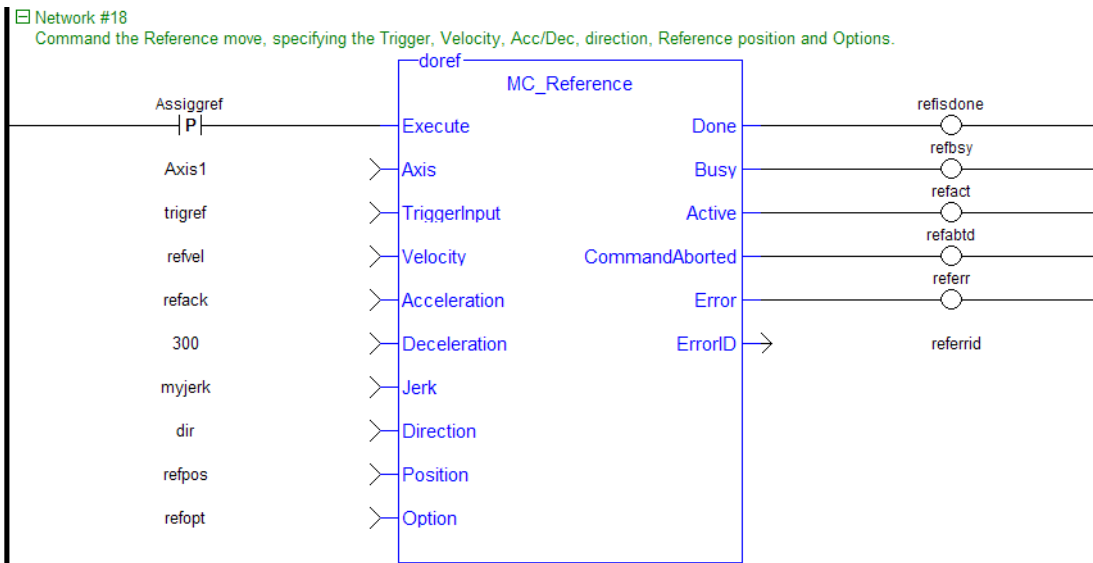 Network #18
Command the Reference move, specifying the Trigger, Velocity, Acc/Dec, direction, Reference position and Options.
doref
MC_Reference
Assiggref
P
Execute
Done
refisdone
Axis1
Axis
Busy
refbsy
trigref
TriggerInput
Active
refact
refvel
Velocity
CommandAborted
refabtd
refack
Acceleration
Error
referr
300
Deceleration
ErrorID
referrid
myjerk
Jerk
dir
Direction
refpos
Position
refopt
Option